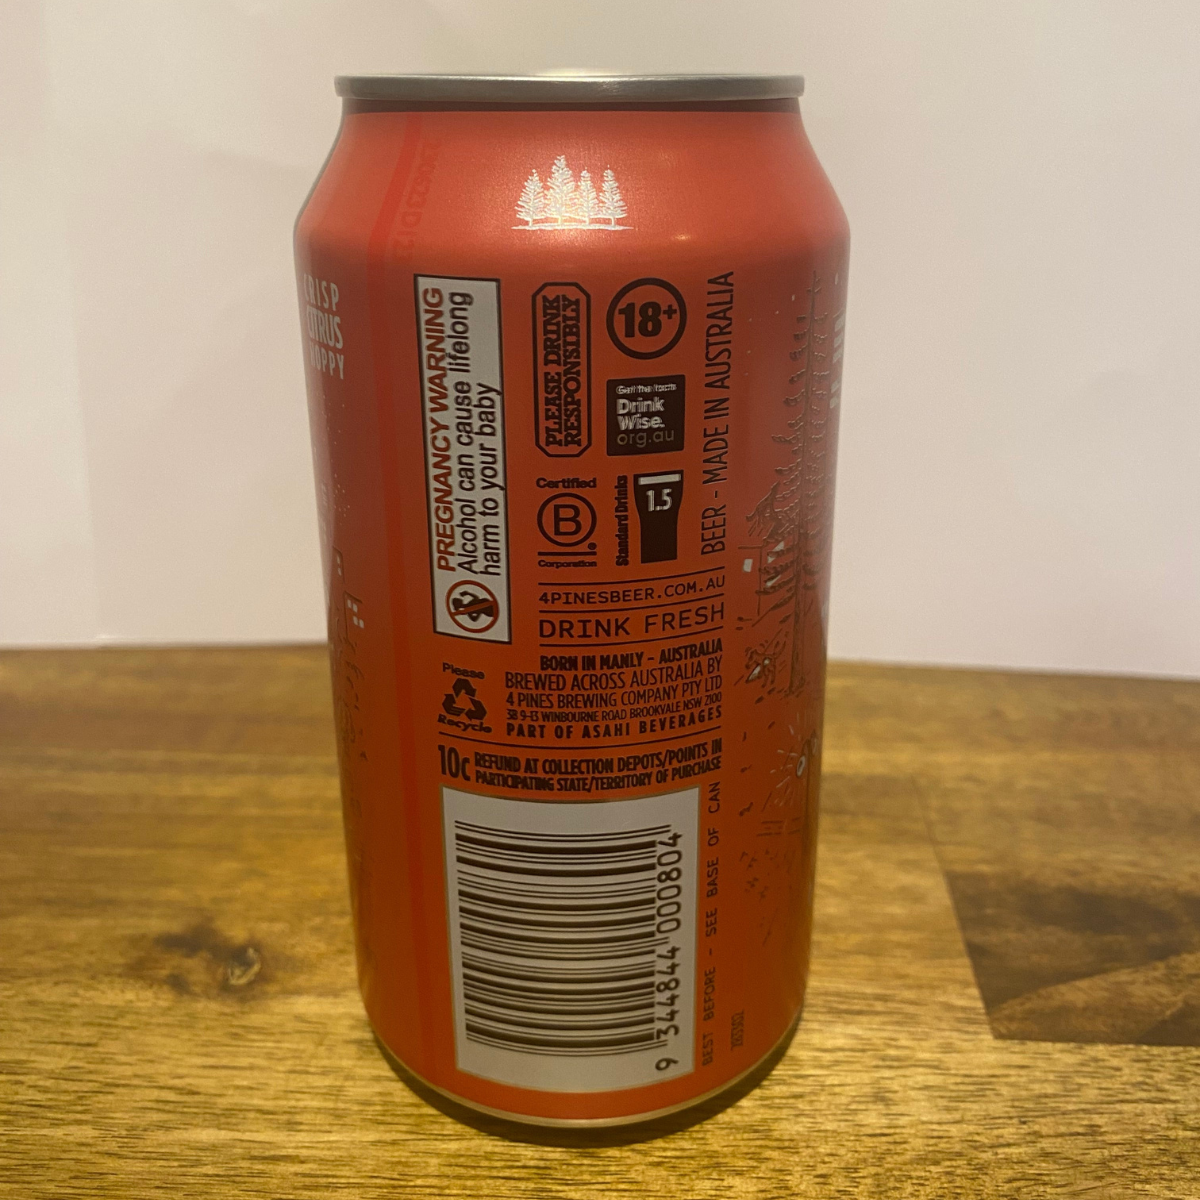 CRISP
CITRUS
HOPPY
PREGNANCY WARNING
Alcohol can cause lifelong
harm to your baby
PLEASE DRINK
RESPONSIBLY
18+
Get the facts
Drink
Wise.
org.au
Certified
B
Corporation
Standard Drinks
1.5
BEER - MADE IN AUSTRALIA
4PINESBEER.COM.AU
DRINK FRESH
BORN IN MANLY - AUSTRALIA
BREWED ACROSS AUSTRALIA BY
4 PINES BREWING COMPANY PTY LTD
3B 9-13 WINBOURNE ROAD BROOKVALE NSW 2100
PART OF ASAHI BEVERAGES
Please
Recycle
10c REFUND AT COLLECTION DEPOTS/POINTS IN
PARTICIPATING STATE/TERRITORY OF PURCHASE
9 344844 000804
BEST BEFORE - SEE BASE OF CAN